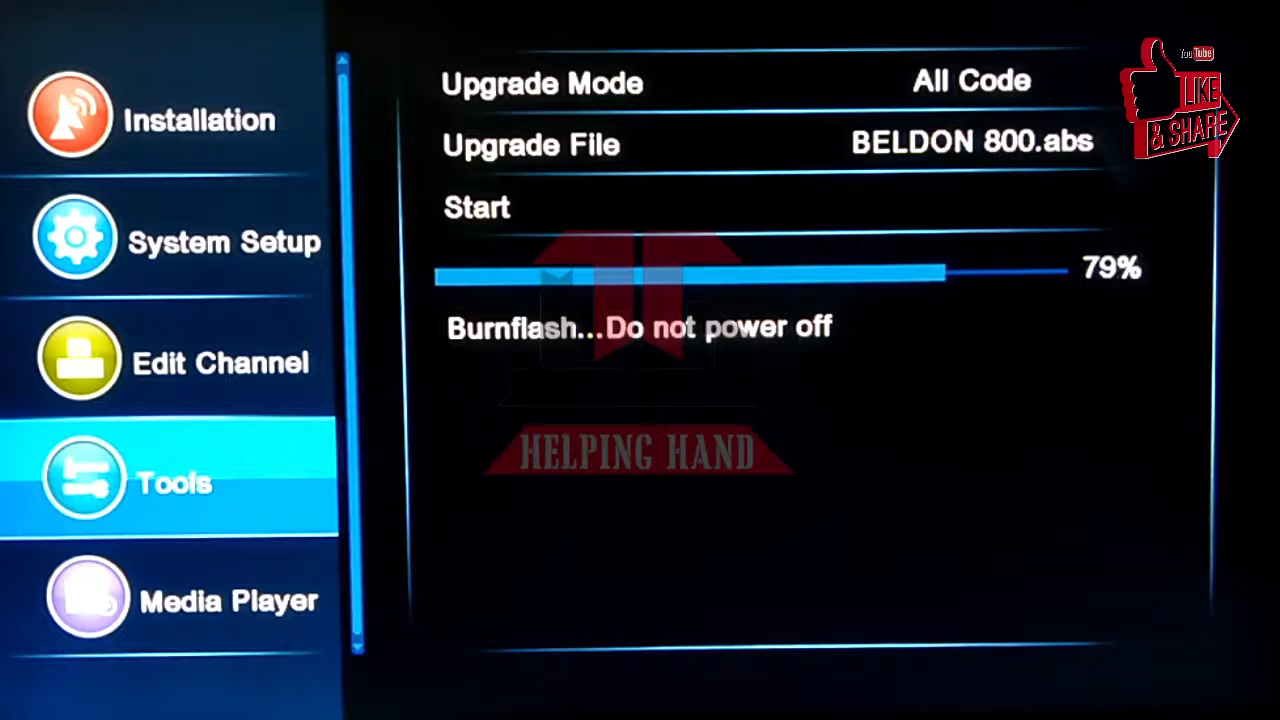 Installation
System Setup
Edit Channel
Tools
Media Player
Upgrade Mode All Code
Upgrade File BELDON 800.abs
Start
79%
Burnflash...Do not power off
HELPING HAND
YouTube
LIKE
& SHARE